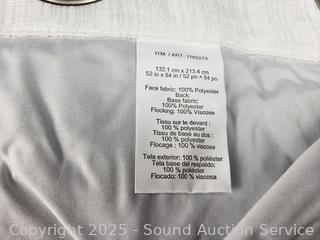 ITM. / ART. 1782213
132.1 cm x 213.4 cm
52 in x 84 in / 52 po x 84 po
Face fabric: 100% Polyester
Back:
Base fabric:
100% Polyester
Flocking: 100% Viscose
Tissu sur le devant :
100 % polyester
Tissu de base au dos :
100 % polyester
Flocage : 100 % viscose
Tela exterior: 100 % poliéster
Tela base del respaldo:
100 % poliéster
Flocado: 100 % viscosa
Copyright 2025 - Sound Auction Service